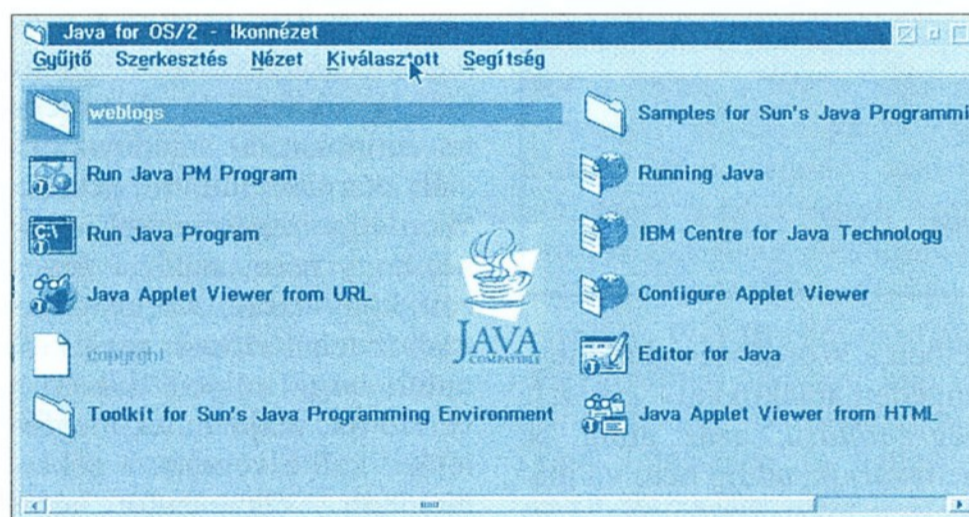 Java for OS/2 - Ikonnézet
Gyűjtő Szerkesztés Nézet Kiválasztott Segítség
weblogs
Run Java PM Program
Run Java Program
Java Applet Viewer from URL
copyright
Toolkit for Sun's Java Programming Environment
JAVA
COMPATIBLE
Samples for Sun's Java Programmi
Running Java
IBM Centre for Java Technology
Configure Applet Viewer
Editor for Java
Java Applet Viewer from HTML